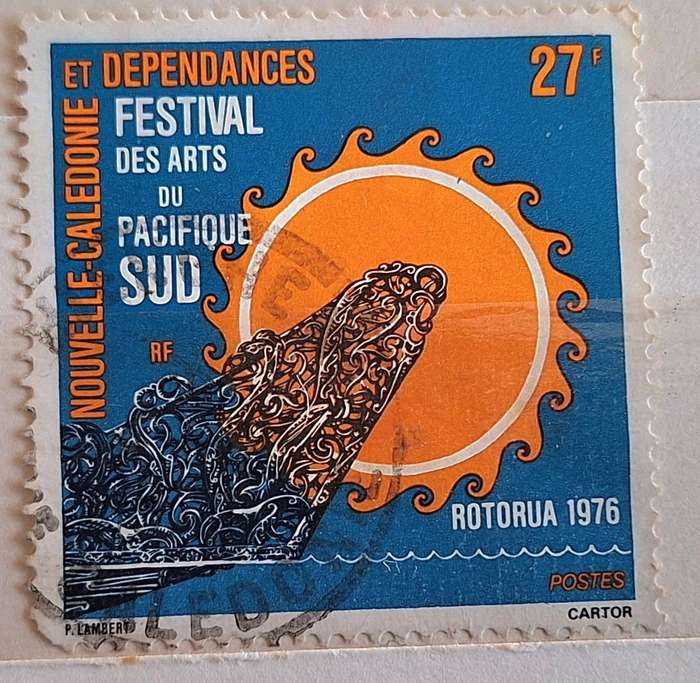 NOUVELLE-CALEDONIE
ET DEPENDANCES
27F
FESTIVAL
DES ARTS
DU
PACIFIQUE
SUD
RF
ROTORUA 1976
POSTES
P. LAMBERT
CARTOR